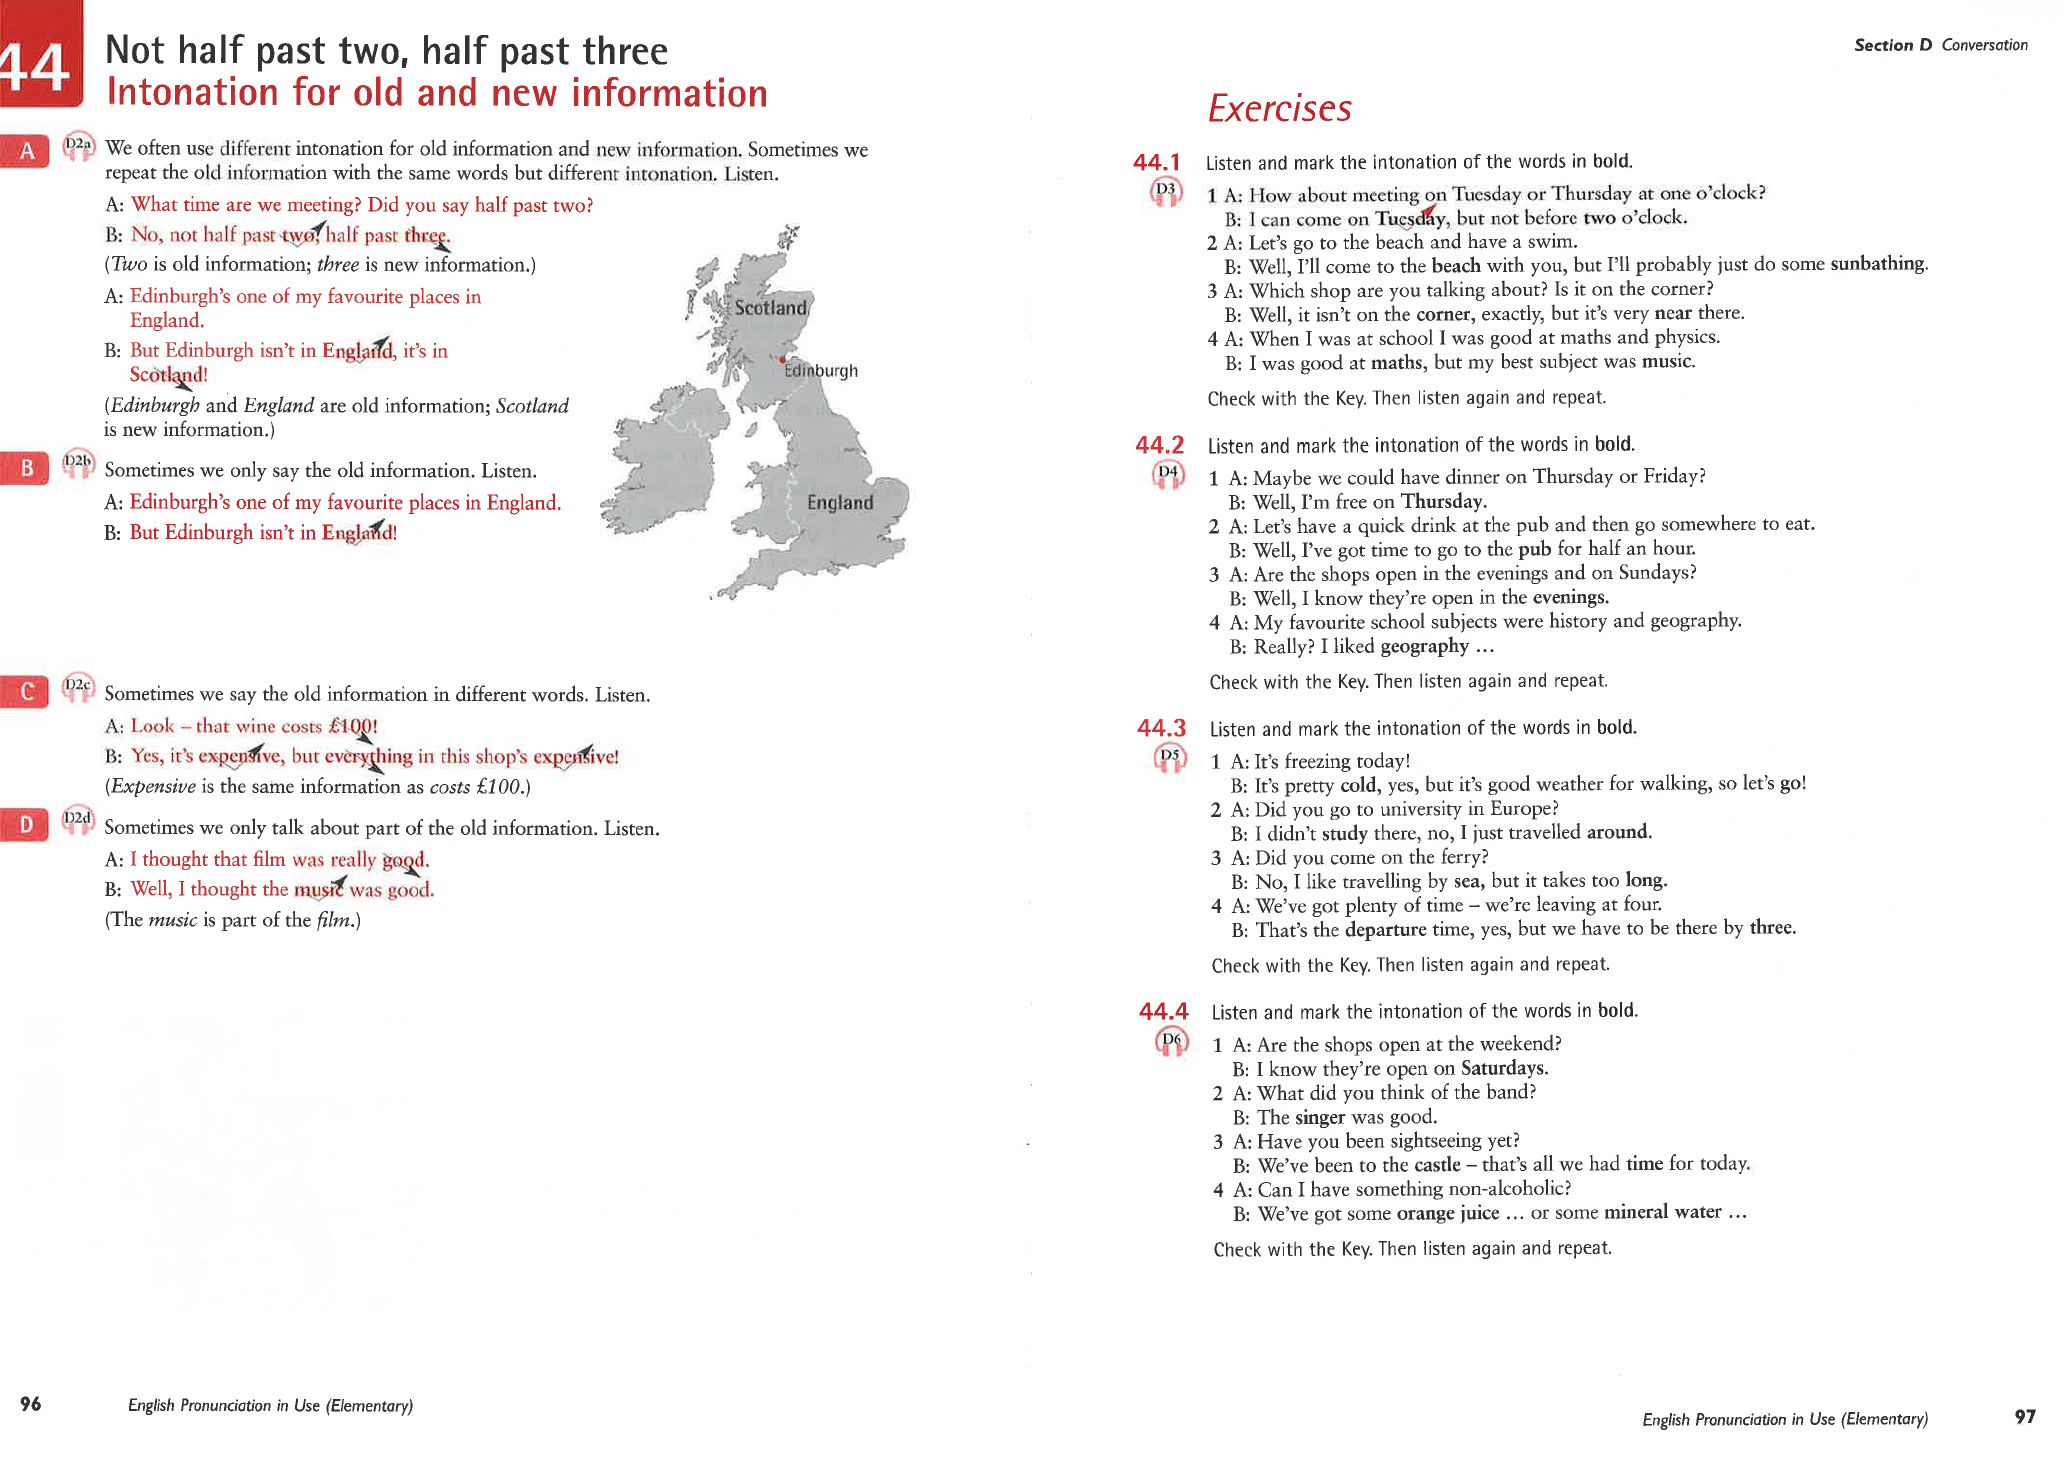 44
Not half past two, half past three
Intonation for old and new information
A D2a We often use different intonation for old information and new information. Sometimes we
repeat the old information with the same words but different intonation. Listen.
A: What time are we meeting? Did you say half past two?
B: No, not half past two, half past three.
(Two is old information; three is new information.)
A: Edinburgh's one of my favourite places in
England.
B: But Edinburgh isn't in England, it's in
Scotland!
(Edinburgh and England are old information; Scotland
is new information.)
Scotland
Edinburgh
England
B D2b Sometimes we only say the old information. Listen.
A: Edinburgh's one of my favourite places in England.
B: But Edinburgh isn't in England!
C D2c Sometimes we say the old information in different words. Listen.
A: Look – that wine costs £100!
B: Yes, it's expensive, but everything in this shop's expensive!
(Expensive is the same information as costs £100.)
D D2d Sometimes we only talk about part of the old information. Listen.
A: I thought that film was really good.
B: Well, I thought the music was good.
(The music is part of the film.)
96 English Pronunciation in Use (Elementary)
Section D Conversation
Exercises
44.1 Listen and mark the intonation of the words in bold.
D3 1 A: How about meeting on Tuesday or Thursday at one o'clock?
B: I can come on Tuesday, but not before two o'clock.
2 A: Let's go to the beach and have a swim.
B: Well, I'll come to the beach with you, but I'll probably just do some sunbathing.
3 A: Which shop are you talking about? Is it on the corner?
B: Well, it isn't on the corner, exactly, but it's very near there.
4 A: When I was at school I was good at maths and physics.
B: I was good at maths, but my best subject was music.
Check with the Key. Then listen again and repeat.
44.2 Listen and mark the intonation of the words in bold.
D4 1 A: Maybe we could have dinner on Thursday or Friday?
B: Well, I'm free on Thursday.
2 A: Let's have a quick drink at the pub and then go somewhere to eat.
B: Well, I've got time to go to the pub for half an hour.
3 A: Are the shops open in the evenings and on Sundays?
B: Well, I know they're open in the evenings.
4 A: My favourite school subjects were history and geography.
B: Really? I liked geography ...
Check with the Key. Then listen again and repeat.
44.3 Listen and mark the intonation of the words in bold.
D5 1 A: It's freezing today!
B: It's pretty cold, yes, but it's good weather for walking, so let's go!
2 A: Did you go to university in Europe?
B: I didn't study there, no, I just travelled around.
3 A: Did you come on the ferry?
B: No, I like travelling by sea, but it takes too long.
4 A: We've got plenty of time – we're leaving at four.
B: That's the departure time, yes, but we have to be there by three.
Check with the Key. Then listen again and repeat.
44.4 Listen and mark the intonation of the words in bold.
D6 1 A: Are the shops open at the weekend?
B: I know they're open on Saturdays.
2 A: What did you think of the band?
B: The singer was good.
3 A: Have you been sightseeing yet?
B: We've been to the castle – that's all we had time for today.
4 A: Can I have something non-alcoholic?
B: We've got some orange juice ... or some mineral water ...
Check with the Key. Then listen again and repeat.
English Pronunciation in Use (Elementary) 97